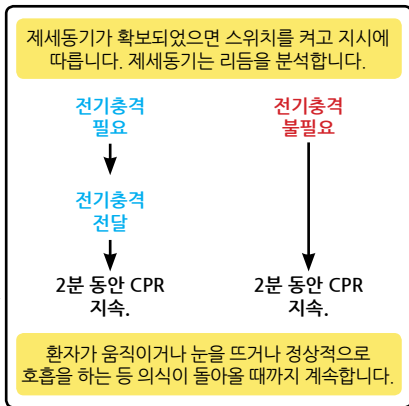 제세동기가 확보되었으면 스위치를 켜고 지시에
따릅니다. 제세동기는 리듬을 분석합니다.
전기충격
필요
전기충격
전달
2분 동안 CPR
지속.
전기충격
불필요
2분 동안 CPR
지속.
환자가 움직이거나 눈을 뜨거나 정상적으로
호흡을 하는 등 의식이 돌아올 때까지 계속합니다.